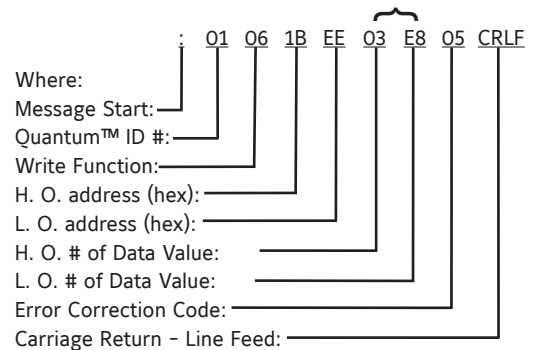 : 01 06 1B EE 03 E8 05 CRLF
Where:
Message Start:
Quantum™ ID #:
Write Function:
H. O. address (hex):
L. O. address (hex):
H. O. # of Data Value:
L. O. # of Data Value:
Error Correction Code:
Carriage Return - Line Feed: